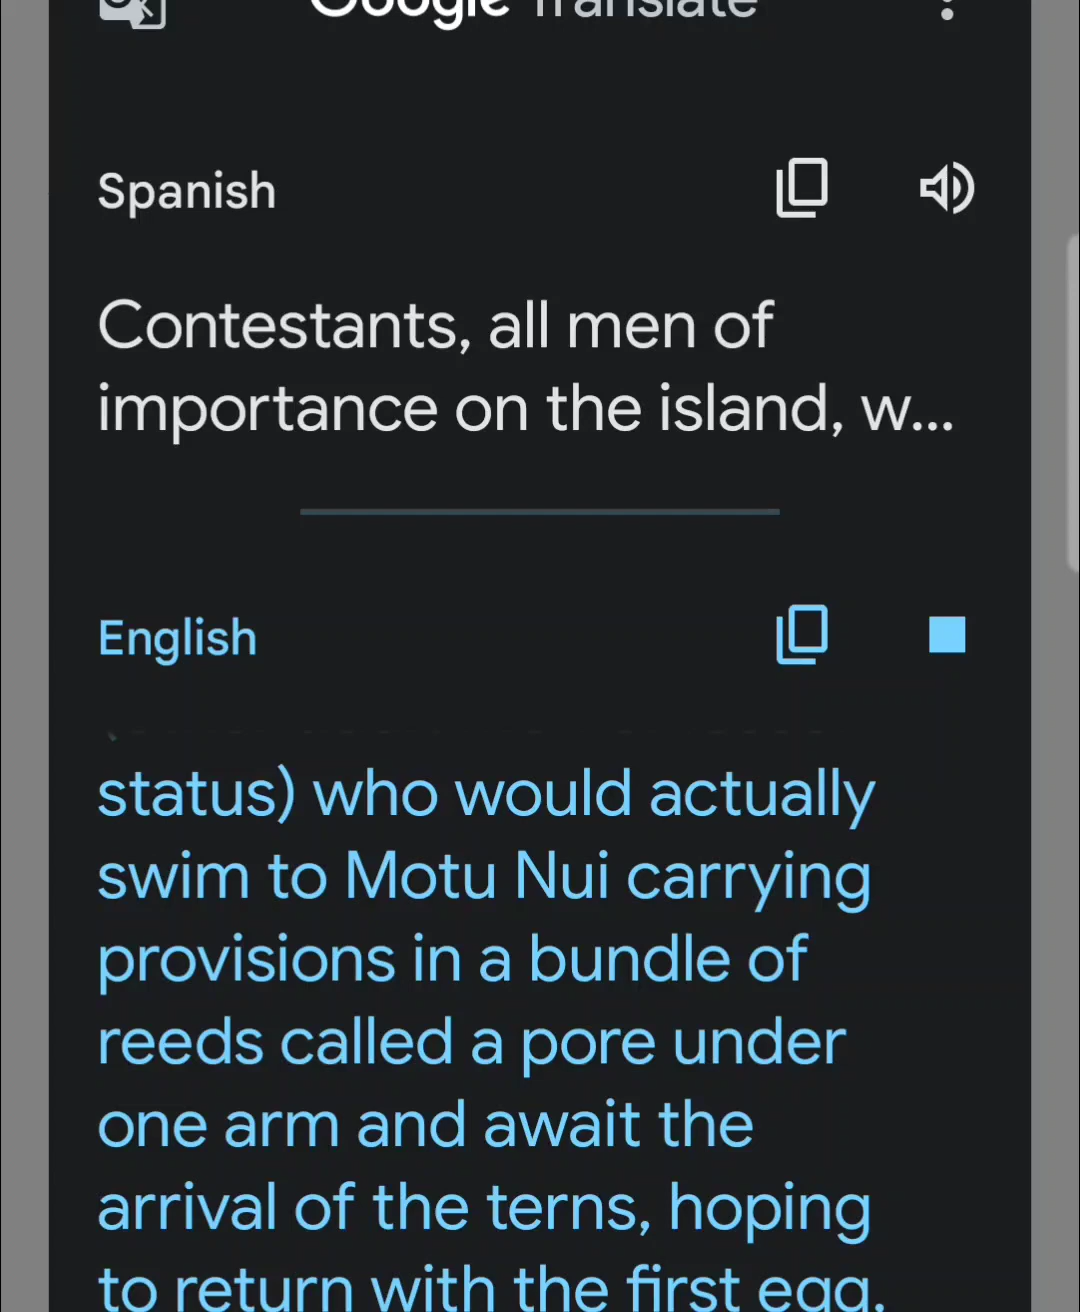 Google Translate
Spanish
Contestants, all men of
importance on the island, w...
English
status) who would actually
swim to Motu Nui carrying
provisions in a bundle of
reeds called a pore under
one arm and await the
arrival of the terns, hoping
to return with the first egg.